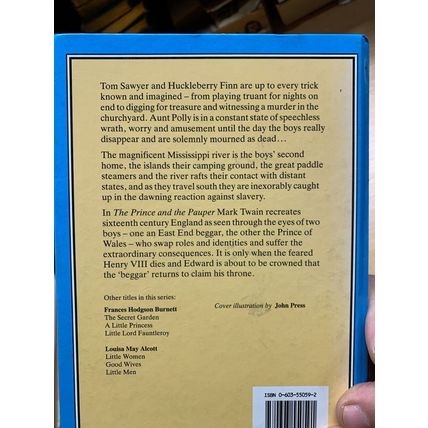 Tom Sawyer and Huckleberry Finn are up to every trick
known and imagined – from playing truant for nights on
end to digging for treasure and witnessing a murder in the
churchyard. Aunt Polly is in a constant state of speechless
wrath, worry and amusement until the day the boys really
disappear and are solemnly mourned as dead...
The magnificent Mississippi river is the boys' second
home, the islands their camping ground, the great paddle
steamers and the river rafts their contact with distant
states, and as they travel south they are inexorably caught
up in the dawning reaction against slavery.
In The Prince and the Pauper Mark Twain recreates
sixteenth century England as seen through the eyes of two
boys – one an East End beggar, the other the Prince of
Wales – who swap roles and identities and suffer the
extraordinary consequences. It is only when the feared
Henry VIII dies and Edward is about to be crowned that
the 'beggar' returns to claim his throne.
Other titles in this series:
Frances Hodgson Burnett
The Secret Garden
A Little Princess
Little Lord Fauntleroy
Louisa May Alcott
Little Women
Good Wives
Little Men
Cover illustration by John Press
ISBN 0-603-55059-2